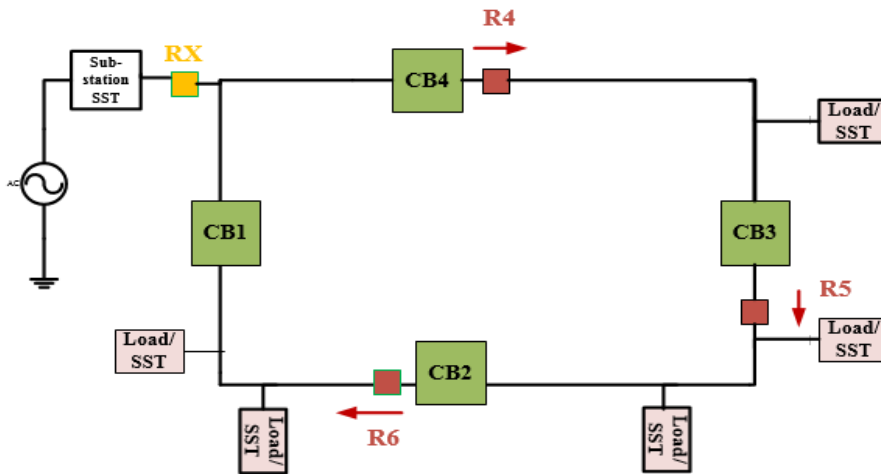 R4
RX
Sub-
station
SST
CB4
Load/
SST
AC
CB1
CB3
R5
Load/
SST
Load/
SST
CB2
R6
Load/
SST
Load/
SST